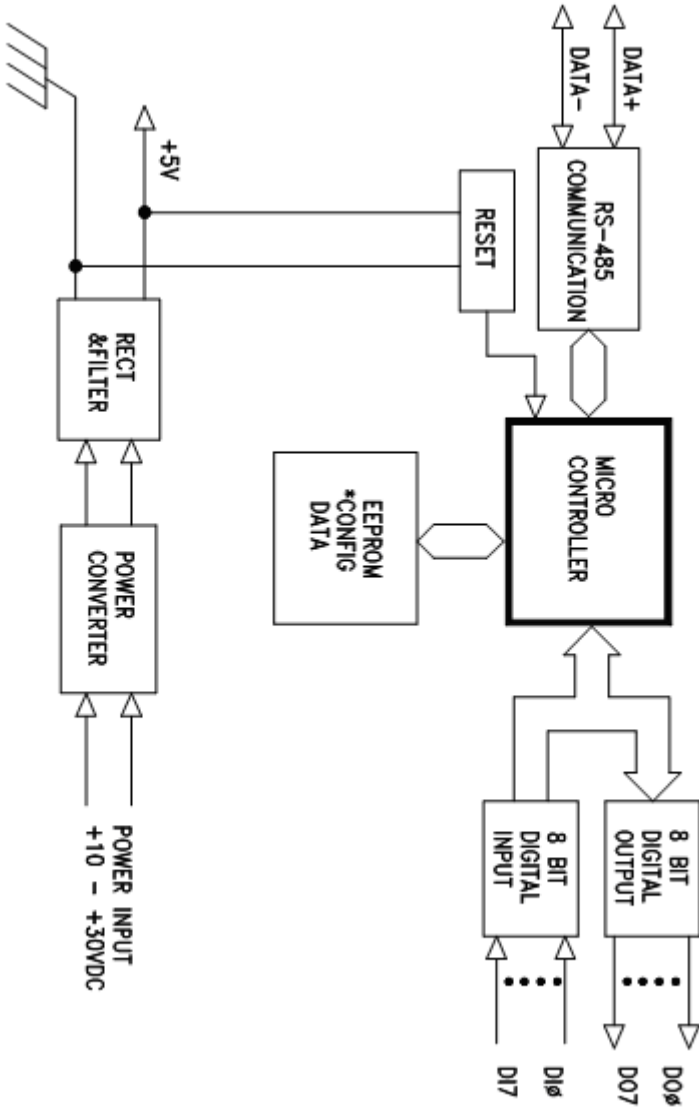 DATA+
DATA-
RS-485
COMMUNICATION
RESET
+5V
RECT
&FILTER
MICRO
CONTROLLER
EEPROM
*CONFIG
DATA
POWER
CONVERTER
8 BIT
DIGITAL
OUTPUT
8 BIT
DIGITAL
INPUT
POWER INPUT
+10 - +30VDC
DOø
DO7
DIø
DI7